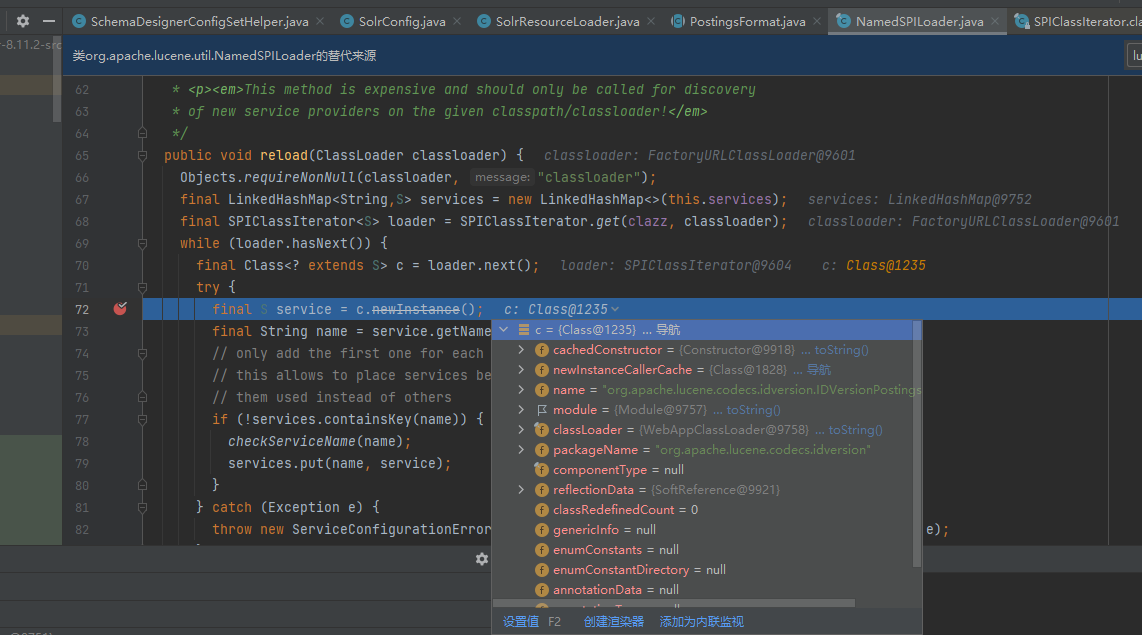 SchemaDesignerConfigSetHelper.java SolrConfig.java SolrResourceLoader.java PostingsFormat.java NamedSPILoader.java SPIClassIterator.cla
-8.11.2-src
类org.apache.lucene.util.NamedSPILoader的替代来源 lu
62 * <p><em>This method is expensive and should only be called for discovery
63 * of new service providers on the given classpath/classloader!</em>
64 */
65 public void reload(ClassLoader classloader) { classloader: FactoryURLClassLoader@9601
66 Objects.requireNonNull(classloader, message: "classloader");
67 final LinkedHashMap<String,S> services = new LinkedHashMap<>(this.services); services: LinkedHashMap@9752
68 final SPIClassIterator<S> loader = SPIClassIterator.get(clazz, classloader); classloader: FactoryURLClassLoader@9601
69 while (loader.hasNext()) {
70 final Class<? extends S> c = loader.next(); loader: SPIClassIterator@9604 c: Class@1235
71 try {
72 final S service = c.newInstance(); c: Class@1235
73 final String name = service.getName
74 // only add the first one for each
75 // this allows to place services be
76 // them used instead of others
77 if (!services.containsKey(name)) {
78 checkServiceName(name);
79 services.put(name, service);
80 }
81 } catch (Exception e) {
82 throw new ServiceConfigurationError e);
c = {Class@1235} ... 导航
cachedConstructor = {Constructor@9918} ... toString()
newInstanceCallerCache = {Class@1828} ... 导航
name = "org.apache.lucene.codecs.idversion.IDVersionPostings
module = {Module@9757} ... toString()
classLoader = {WebAppClassLoader@9758} ... toString()
packageName = "org.apache.lucene.codecs.idversion"
componentType = null
reflectionData = {SoftReference@9921}
classRedefinedCount = 0
genericInfo = null
enumConstants = null
enumConstantDirectory = null
annotationData = null
设置值 F2 创建渲染器 添加为内联监视